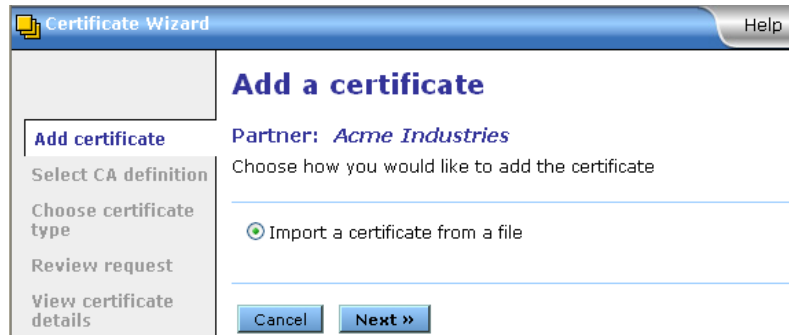 Certificate Wizard
Help
Add certificate
Select CA definition
Choose certificate
type
Review request
View certificate
details
Add a certificate
Partner: Acme Industries
Choose how you would like to add the certificate
Import a certificate from a file
Cancel
Next »